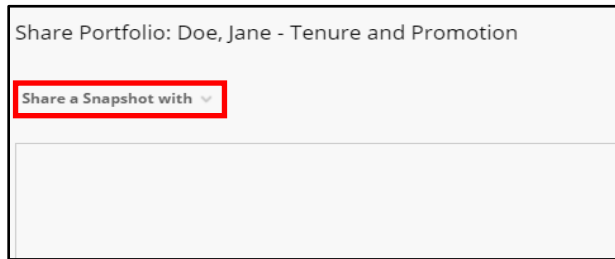 Share Portfolio: Doe, Jane - Tenure and Promotion
Share a Snapshot with